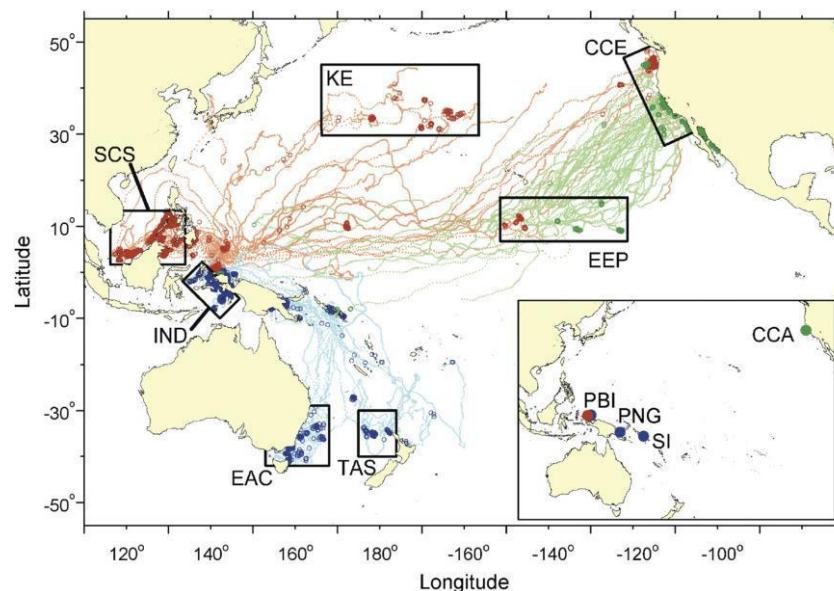 50°
30°
10°
-10°
-30°
-50°
Latitude
120°
140°
160°
180°
-160°
-140°
-120°
-100°
Longitude
KE
CCE
SCS
EEP
IND
EAC
TAS
CCA
PBI
PNG
SI